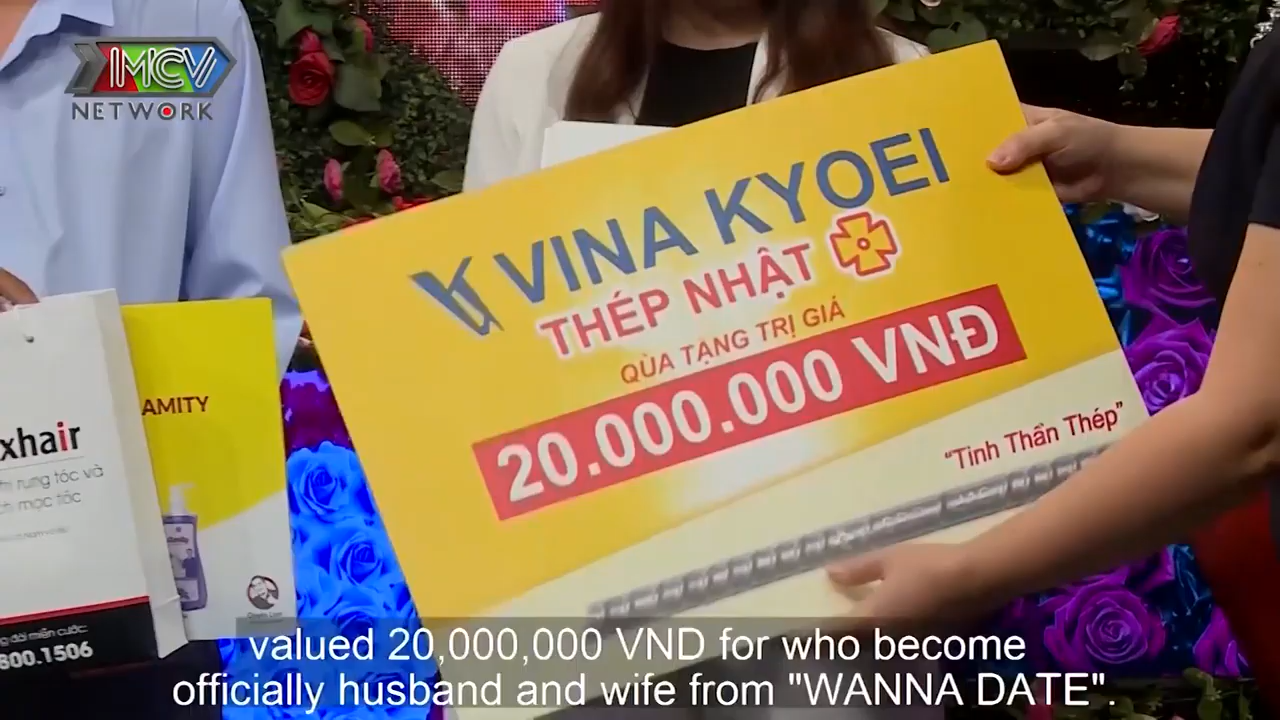 MCV
NETWORK
VINA KYOEI
THÉP NHẬT
QÙA TẶNG TRỊ GIÁ
20.000.000 VNĐ
"Tinh Thần Thép"
AMITY
xhair
rụng tóc và
mọc tóc
800.1506
valued 20,000,000 VND for who become
officially husband and wife from "WANNA DATE".